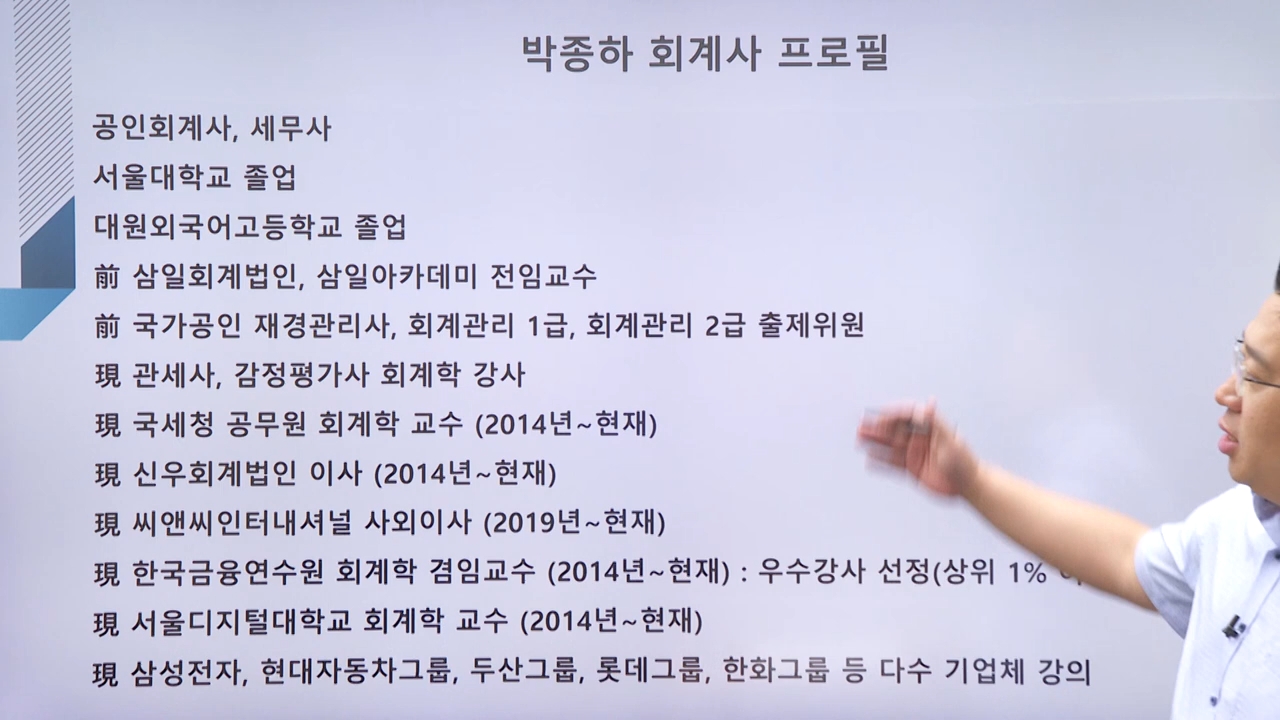 박종하 회계사 프로필
공인회계사, 세무사
서울대학교 졸업
대원외국어고등학교 졸업
前 삼일회계법인, 삼일아카데미 전임교수
前 국가공인 재경관리사, 회계관리 1급, 회계관리 2급 출제위원
現 관세사, 감정평가사 회계학 강사
現 국세청 공무원 회계학 교수 (2014년~현재)
現 신우회계법인 이사 (2014년~현재)
現 씨앤씨인터내셔널 사외이사 (2019년~현재)
現 한국금융연수원 회계학 겸임교수 (2014년~현재) : 우수강사 선정(상위 1%
現 서울디지털대학교 회계학 교수 (2014년~현재)
現 삼성전자, 현대자동차그룹, 두산그룹, 롯데그룹, 한화그룹 등 다수 기업체 강의